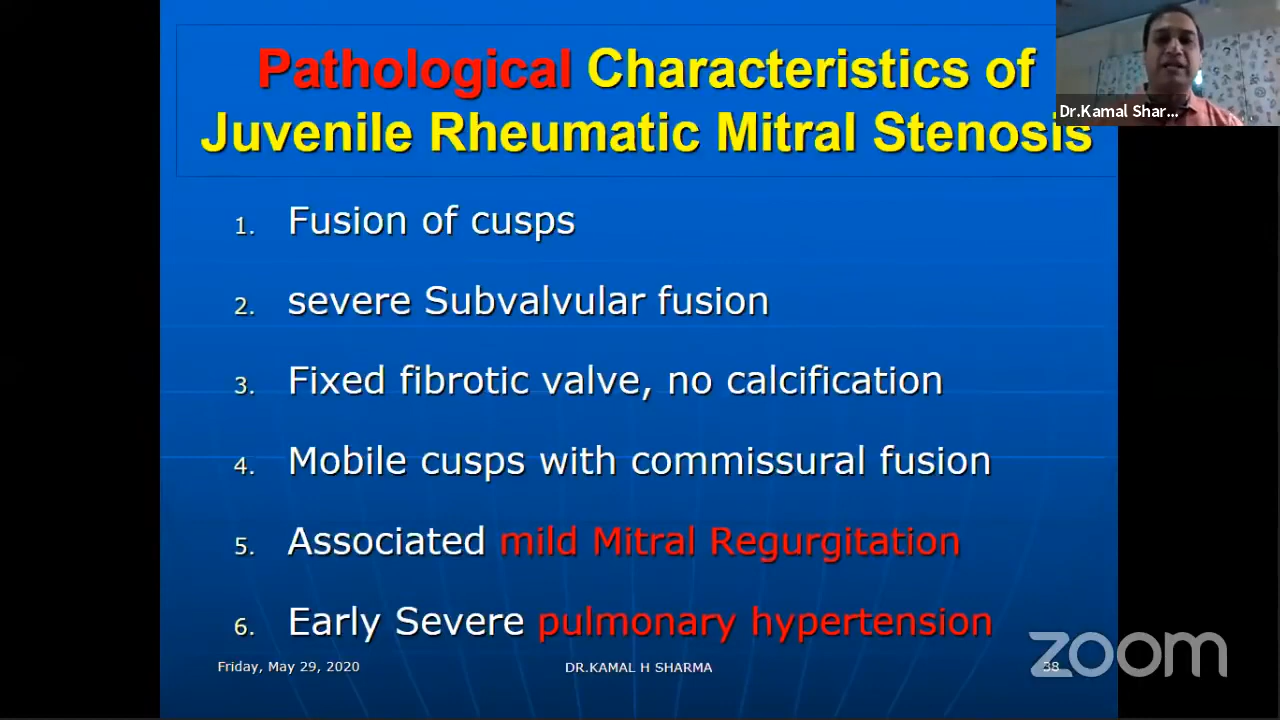 Pathological Characteristics of
Juvenile Rheumatic Mitral Stenosis
Dr.Kamal Shar...
1. Fusion of cusps
2. severe Subvalvular fusion
3. Fixed fibrotic valve, no calcification
4. Mobile cusps with commissural fusion
5. Associated mild Mitral Regurgitation
6. Early Severe pulmonary hypertension
Friday, May 29, 2020 DR.KAMAL H SHARMA 38
zoom